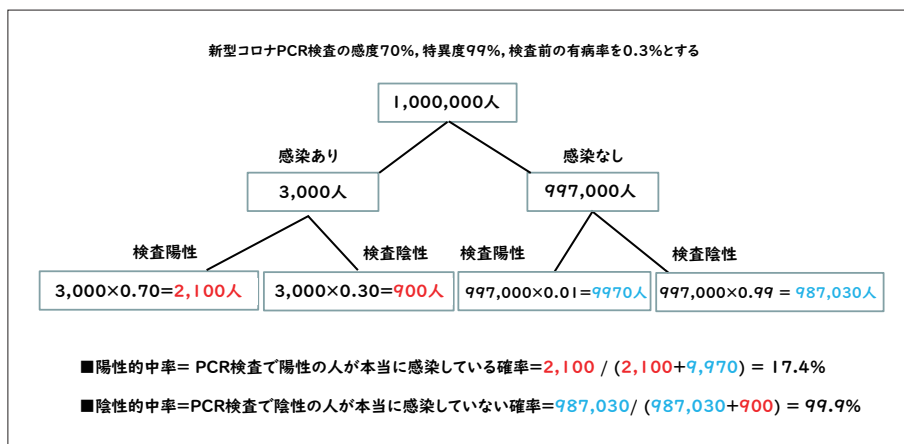 新型コロナPCR検査の感度70%,特異度99%,検査前の有病率を0.3%とする
1,000,000人
感染あり
感染なし
3,000人
997,000人
検査陽性
検査陰性
検査陽性
検査陰性
3,000×0.70=2,100人
3,000×0.30=900人
997,000×0.01=9970人
997,000×0.99 = 987,030人
■陽性的中率= PCR検査で陽性の人が本当に感染している確率=2,100 / (2,100+9,970) = 17.4%
■陰性的中率=PCR検査で陰性の人が本当に感染していない確率=987,030/ (987,030+900) = 99.9%